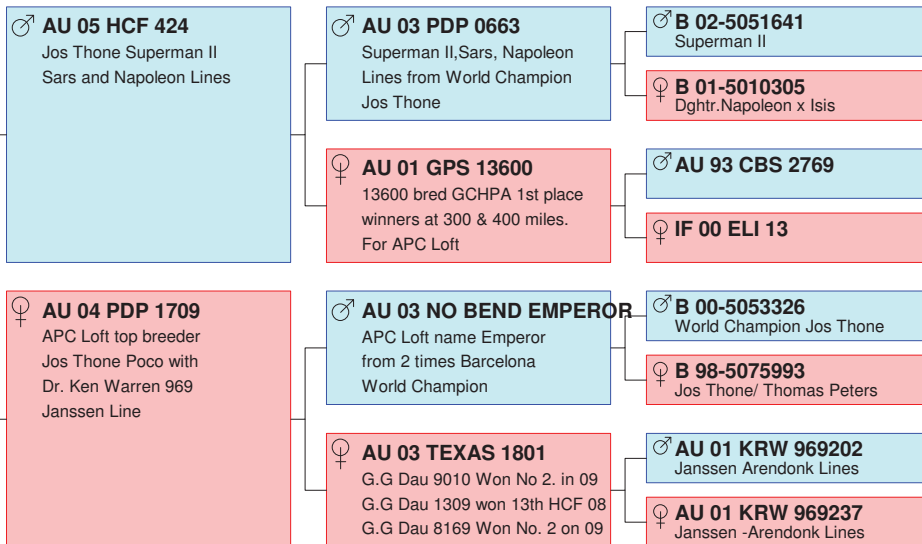 AU 05 HCF 424
Jos Thone Superman II
Sars and Napoleon Lines
AU 04 PDP 1709
APC Loft top breeder
Jos Thone Poco with
Dr. Ken Warren 969
Janssen Line
AU 03 PDP 0663
Superman II,Sars, Napoleon
Lines from World Champion
Jos Thone
AU 01 GPS 13600
13600 bred GCHPA 1st place
winners at 300 & 400 miles.
For APC Loft
AU 03 NO BEND EMPEROR
APC Loft name Emperor
from 2 times Barcelona
World Champion
AU 03 TEXAS 1801
G.G Dau 9010 Won No 2. in 09
G.G Dau 1309 won 13th HCF 08
G.G Dau 8169 Won No. 2 on 09
B 02-5051641
Superman II
B 01-5010305
Dghtr.Napoleon x Isis
AU 93 CBS 2769
IF 00 ELI 13
B 00-5053326
World Champion Jos Thone
B 98-5075993
Jos Thone/ Thomas Peters
AU 01 KRW 969202
Janssen Arendonk Lines
AU 01 KRW 969237
Janssen -Arendonk Lines